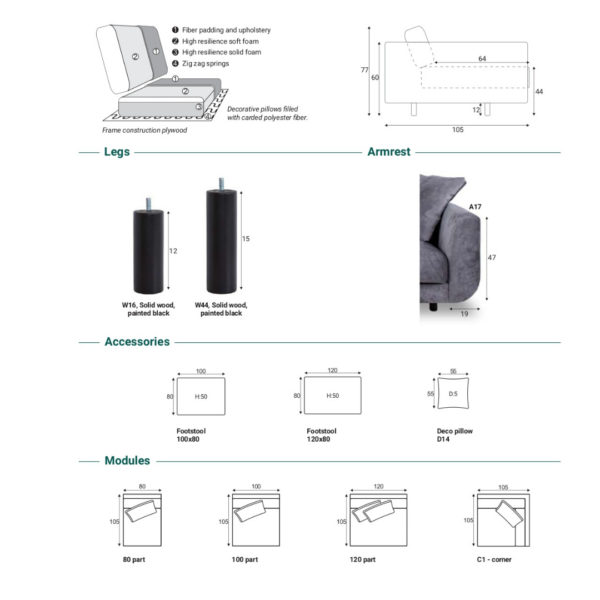 1 Fiber padding and upholstery
2 High resilience soft foam
3 High resilience solid foam
4 Zig zag springs
2
1
1
2
3
4
Decorative pillows filled
with carded polyester fiber.
Frame construction plywood
64
77
60
44
12
105
Legs
Armrest
12
15
W16, Solid wood,
painted black
W44, Solid wood,
painted black
A17
47
19
Accessories
100
80
H:50
Footstool
100x80
120
80
H:50
Footstool
120x80
55
55
D:5
Deco pillow
D14
Modules
80
105
80 part
100
105
100 part
120
105
120 part
105
105
C1 - corner